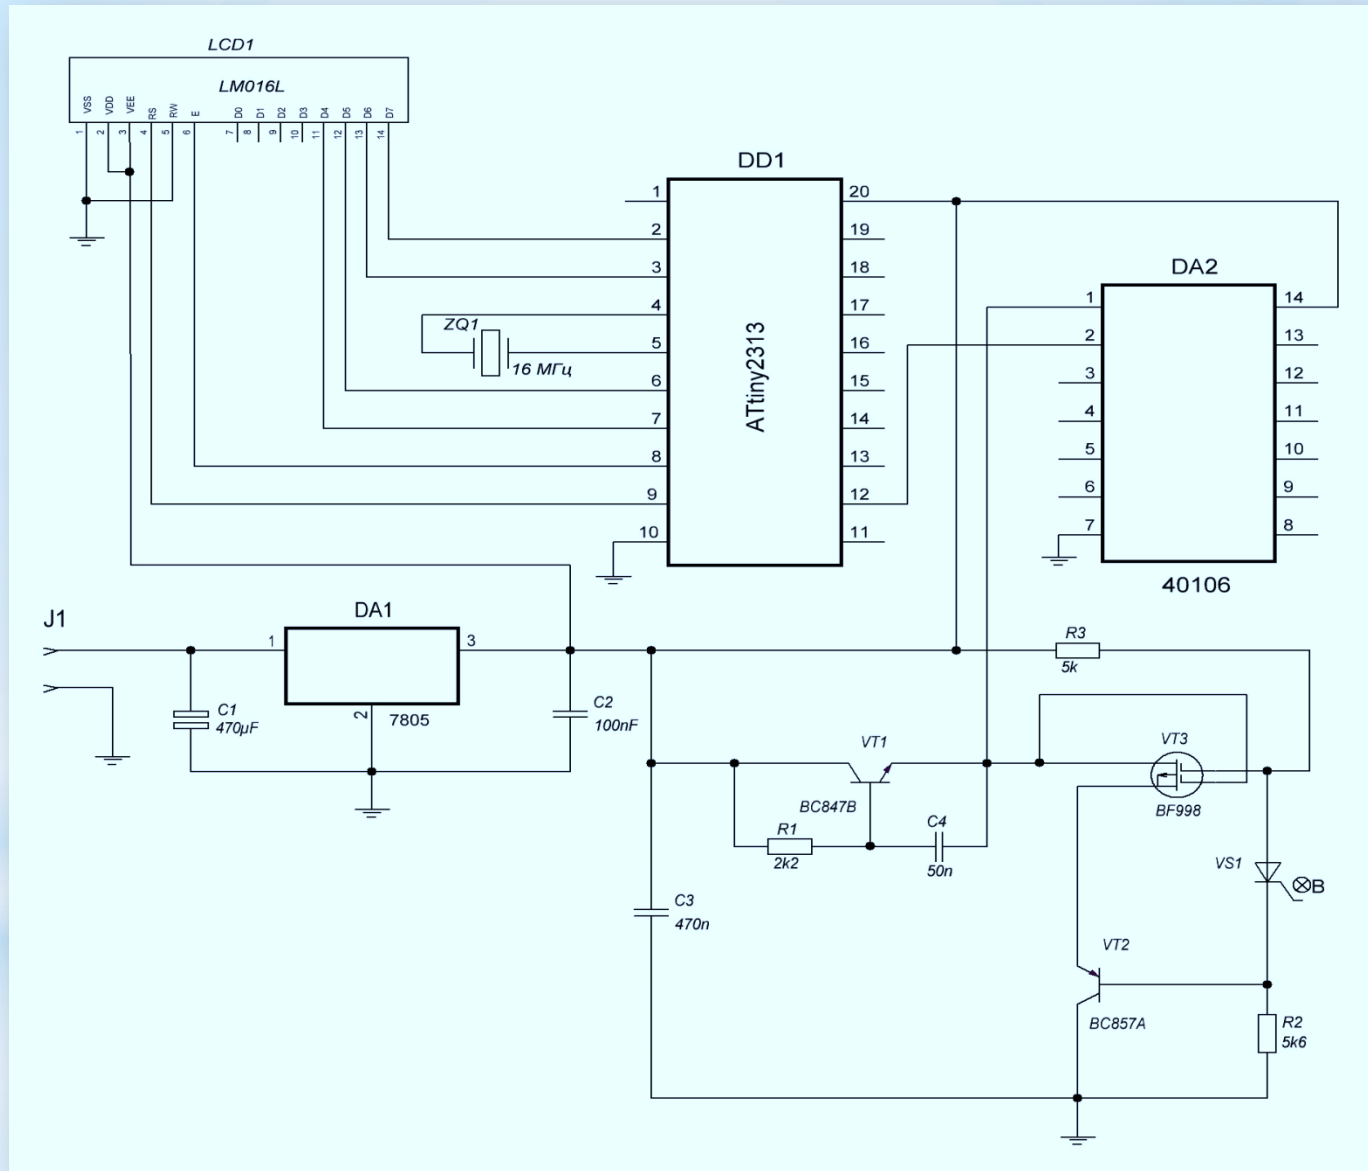 LCD1
LM016L
VSS VDD VEE RS RW E D0 D1 D2 D3 D4 D5 D6 D7
1 2 3 4 5 6 7 8 9 10 11 12 13 14
DD1
1 20
2 19
3 18
4 17
5 16
6 15
7 14
8 13
9 12
10 11
ATtiny2313
ZQ1
16 МГц
DA2
1 14
2 13
3 12
4 11
5 10
6 9
7 8
40106
J1
DA1
1 3
2
7805
C1
470µF
C2
100nF
R3
5k
VT1
BC847B
VT3
BF998
R1
2k2
C4
50n
VS1
B
C3
470n
VT2
BC857A
R2
5k6